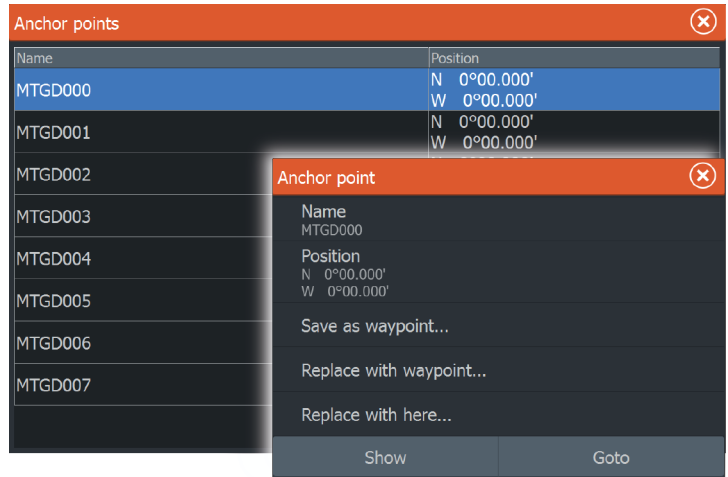 Anchor points
Name Position
MTGD000 N 0°00.000'
W 0°00.000'
MTGD001 N 0°00.000'
W 0°00.000'
MTGD002
MTGD003
MTGD004
MTGD005
MTGD006
MTGD007
Anchor point
Name
MTGD000
Position
N 0°00.000'
W 0°00.000'
Save as waypoint...
Replace with waypoint...
Replace with here...
Show Goto